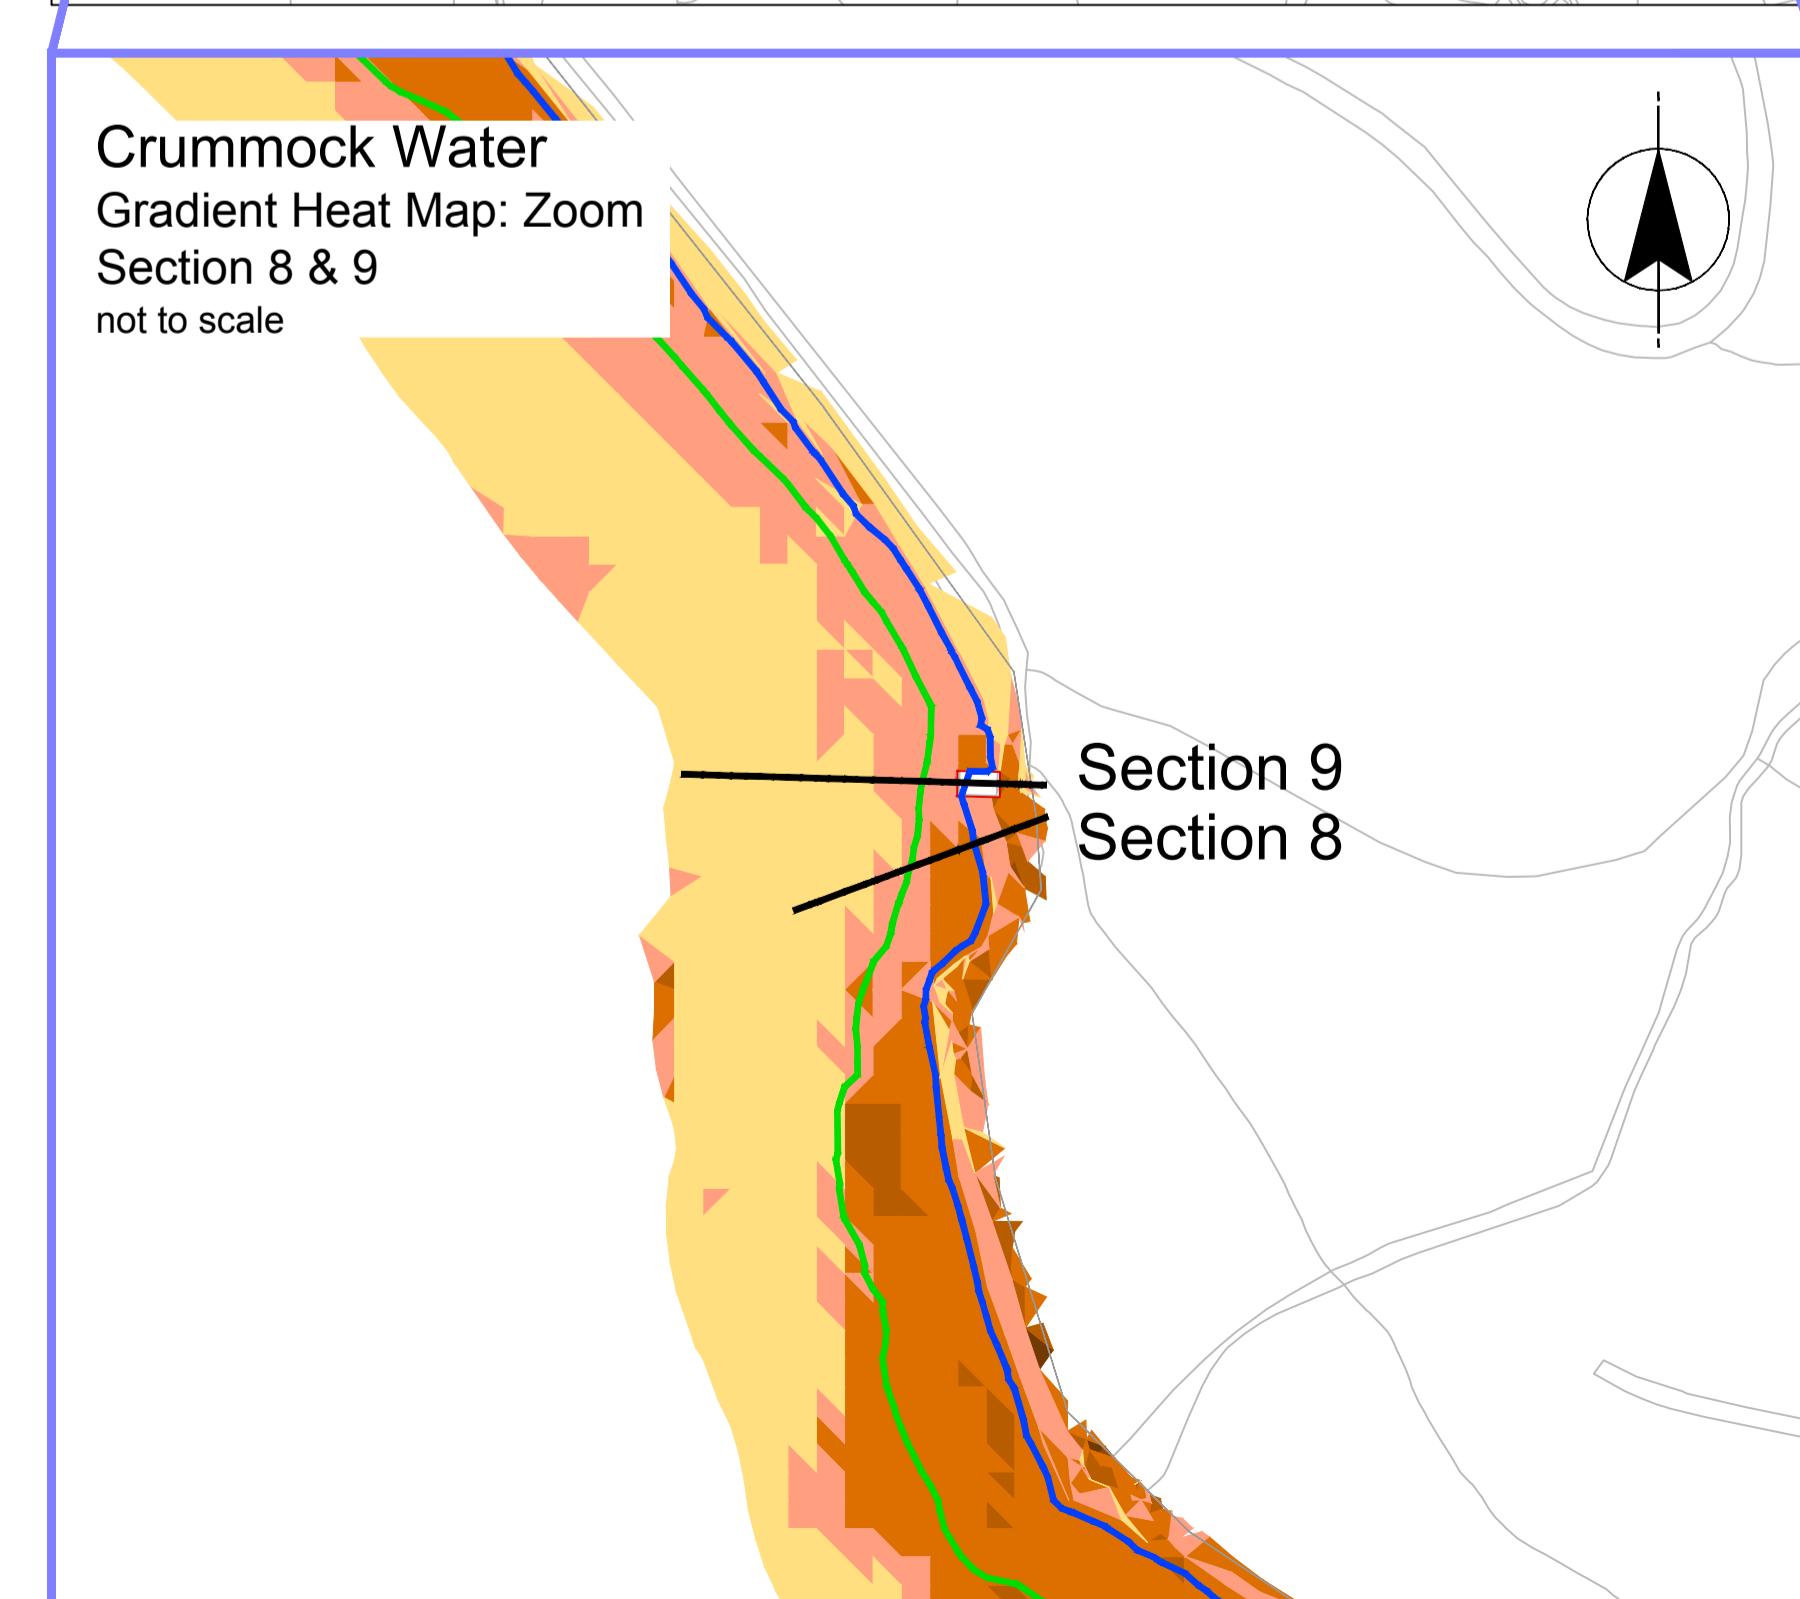 Crummock Water
Gradient Heat Map: Zoom
Section 8 & 9
not to scale
Section 9
Section 8